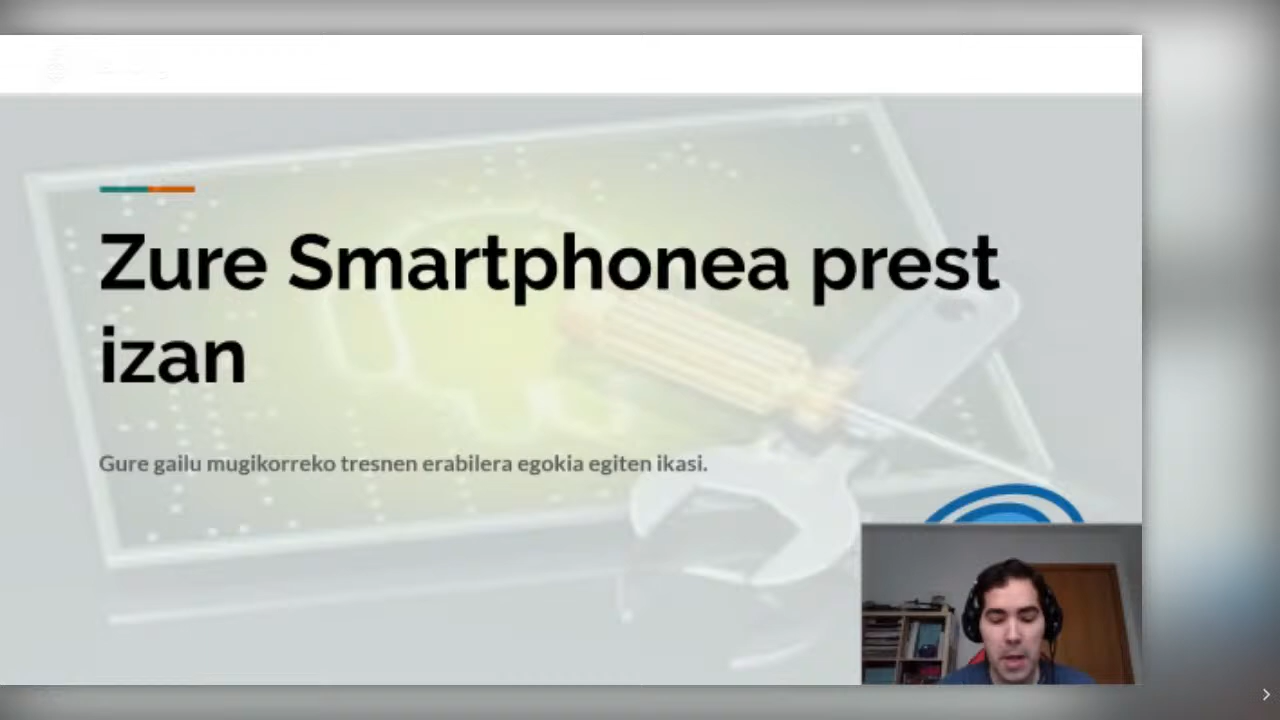 Zure Smartphonea prest
izan
Gure gailu mugikorreko tresnen erabilera egokia egiten ikasi.